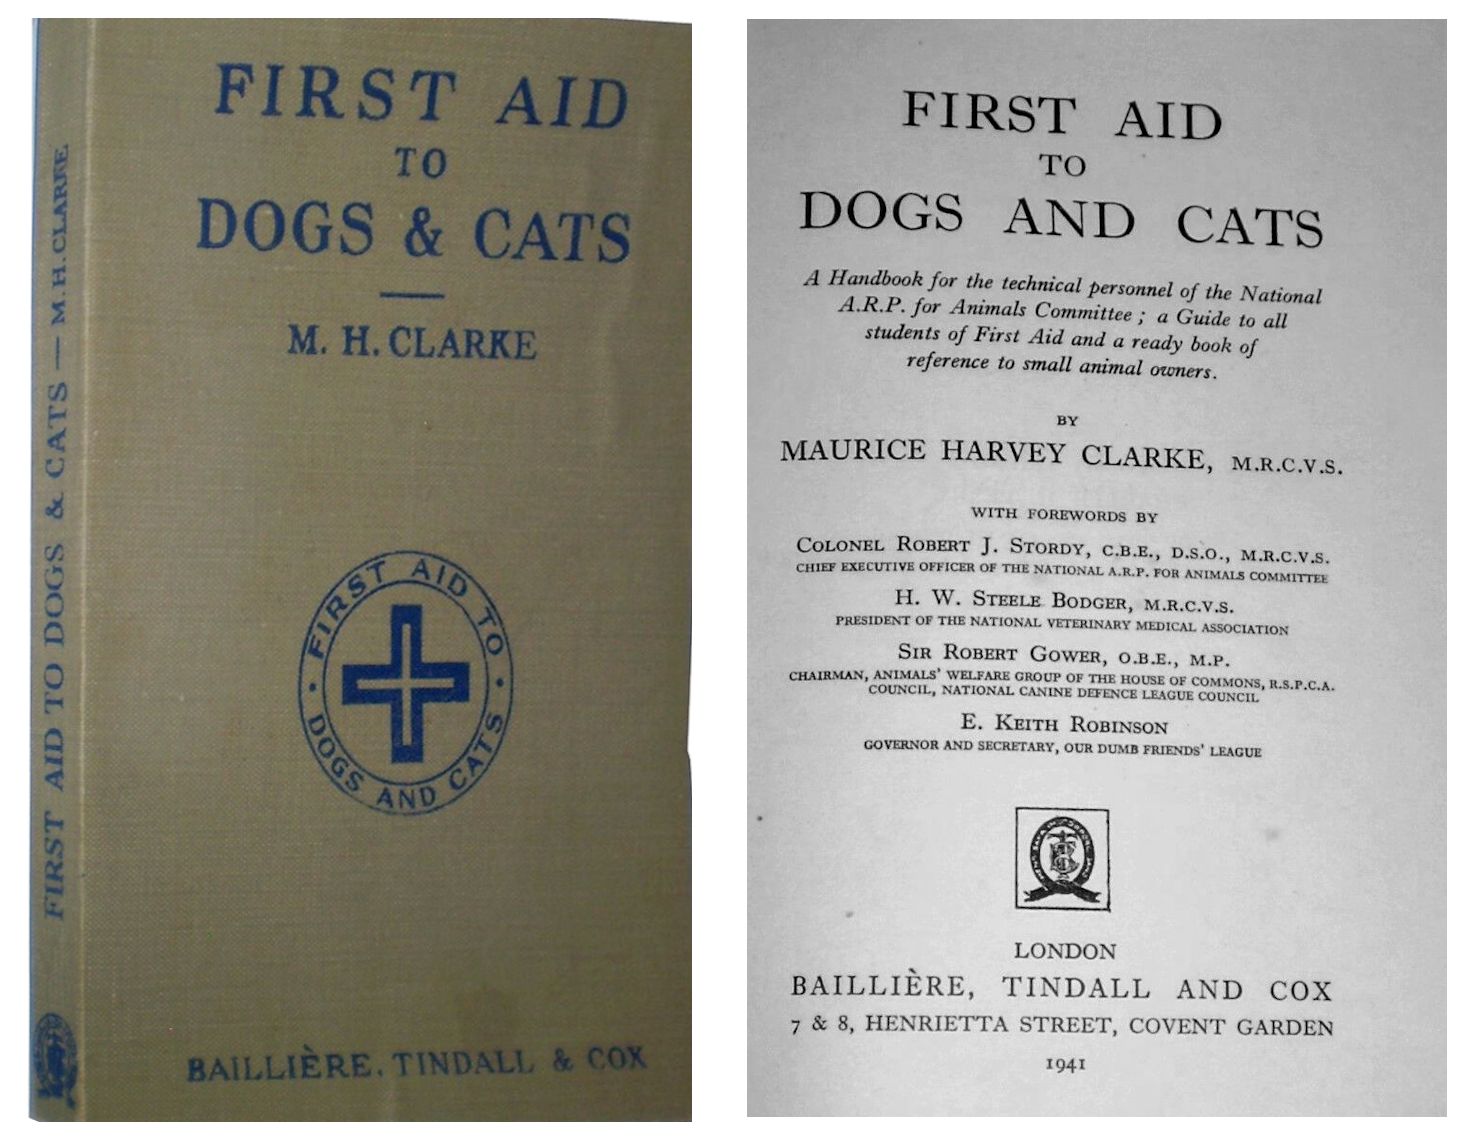 FIRST AID TO DOGS & CATS — M.H.CLARKE
FIRST AID
TO
DOGS & CATS
M. H. CLARKE
FIRST AID TO
DOGS AND CATS
BAILLIÈRE, TINDALL & COX
FIRST AID
TO
DOGS AND CATS
A Handbook for the technical personnel of the National
A.R.P. for Animals Committee ; a Guide to all
students of First Aid and a ready book of
reference to small animal owners.
BY
MAURICE HARVEY CLARKE, M.R.C.V.S.
WITH FOREWORDS BY
COLONEL ROBERT J. STORDY, C.B.E., D.S.O., M.R.C.V.S.
CHIEF EXECUTIVE OFFICER OF THE NATIONAL A.R.P. FOR ANIMALS COMMITTEE
H. W. STEELE BODGER, M.R.C.V.S.
PRESIDENT OF THE NATIONAL VETERINARY MEDICAL ASSOCIATION
SIR ROBERT GOWER, O.B.E., M.P.
CHAIRMAN, ANIMALS' WELFARE GROUP OF THE HOUSE OF COMMONS, R.S.P.C.A.
COUNCIL, NATIONAL CANINE DEFENCE LEAGUE COUNCIL
E. KEITH ROBINSON
GOVERNOR AND SECRETARY, OUR DUMB FRIENDS' LEAGUE
LONDON
BAILLIÈRE, TINDALL AND COX
7 & 8, HENRIETTA STREET, COVENT GARDEN
1941